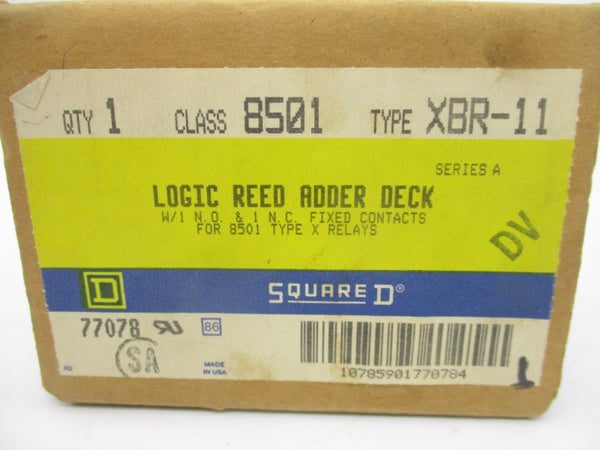 QTY 1 CLASS 8501 TYPE XBR-11
SERIES A
LOGIC REED ADDER DECK
W/1 N.O. & 1 N.C. FIXED CONTACTS
FOR 8501 TYPE X RELAYS
DV
D SQUARE D®
77078 86
SA
R2
MADE
IN USA
10785901770784